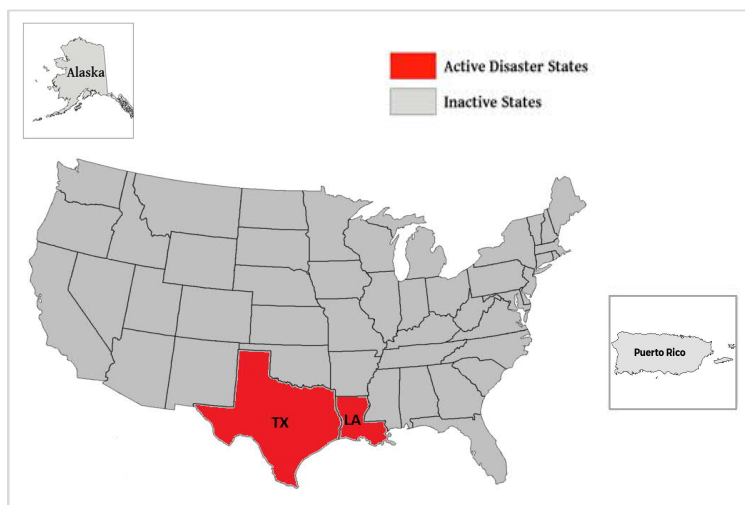 Alaska
Active Disaster States
Inactive States
Puerto Rico
TX
LA